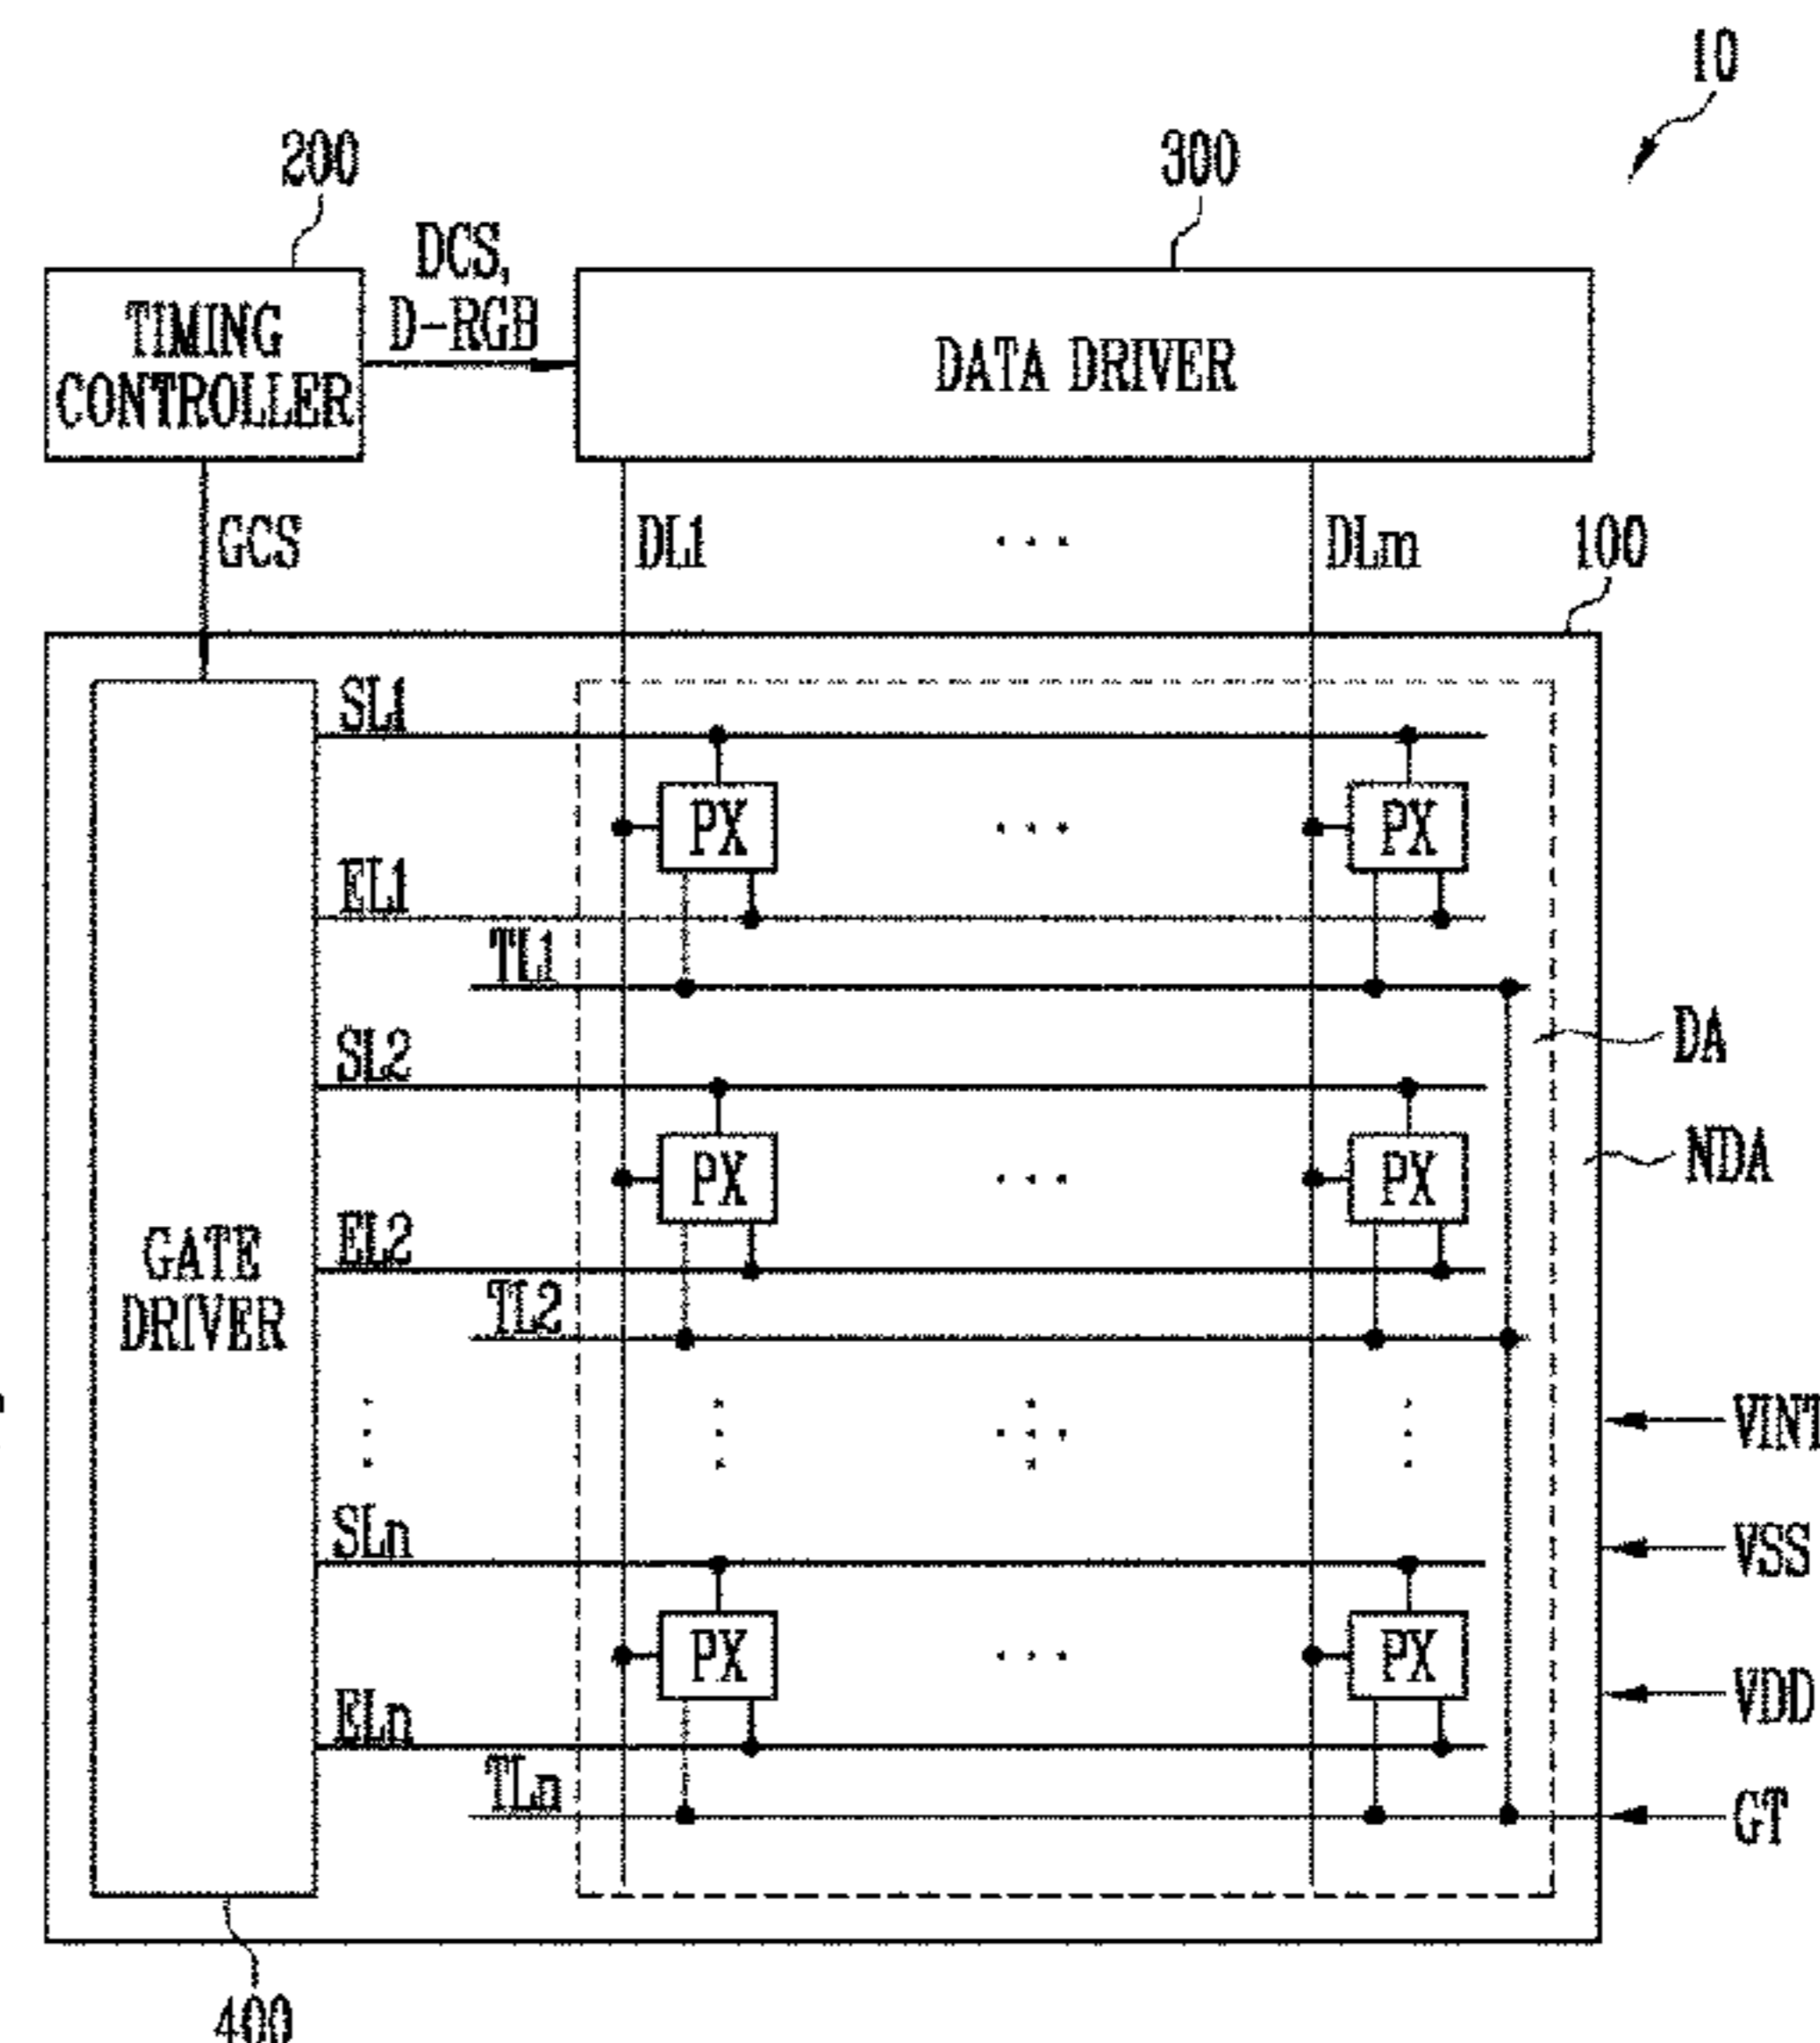 10
200
300
DCS,
D-RGB
TIMING
CONTROLLER
DATA DRIVER
GCS
DL1
DLm
100
SL1
PX
PX
EL1
TL1
DA
SL2
PX
PX
NDA
EL2
GATE
DRIVER
TL2
VINT
SLn
VSS
PX
PX
ELn
VDD
TLn
GT
400